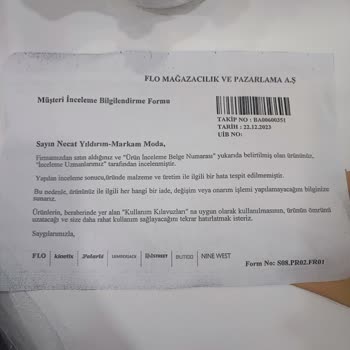 FLO MAĞAZACILIK VE PAZARLAMA A.Ş
Müşteri İnceleme Bilgilendirme Formu
TAKİP NO : BA00600351
TARİH : 22.12.2023
UIB NO:
Sayın Necat Yıldırım-Markam Moda,
Firmamızdan satın aldığınız ve "Ürün İnceleme Belge Numarası" yukarıda belirtilmiş olan ürününüz,
"İnceleme Uzmanlarımız" tarafından incelenmiştir.
Yapılan inceleme sonucu,üründe malzeme ve üretim ile ilgili bir hata tespit edilmemiştir.
Bu nedenle, ürününüz ile ilgili her hangi bir iade, değişim veya onarım işlemi yapılamayacağını bilginize
sunarız.
Ürünlerin, beraberinde yer alan "Kullanım Kılavuzları" na uygun olarak kullanılmasının, ürünün ömrünü
uzatacağı ve size daha rahat kullanım sağlayacağını tekrar hatırlatmak isteriz.
Saygılarımızla,
FLO kinetix Polaris LUMBERJACK DOCKERS BUTIGO NINE WEST
Form No: S08.PR02.FR01